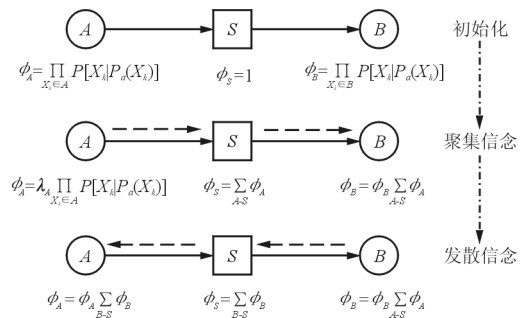 A S B 初始化
ϕ_A=∏_{X_i∈A} P[X_k|P_a(X_k)] ϕ_S=1 ϕ_B=∏_{X_i∈B} P[X_k|P_a(X_k)]
A S B 聚集信念
ϕ_A=λ_A ∏_{X_i∈A} P[X_k|P_a(X_k)] ϕ_S=∑_{A-S} ϕ_A ϕ_B=ϕ_B ∑_{A-S} ϕ_A
A S B 发散信念
ϕ_A=ϕ_A ∑_{B-S} ϕ_B ϕ_S=∑_{B-S} ϕ_B ϕ_B=ϕ_B ∑_{A-S} ϕ_A